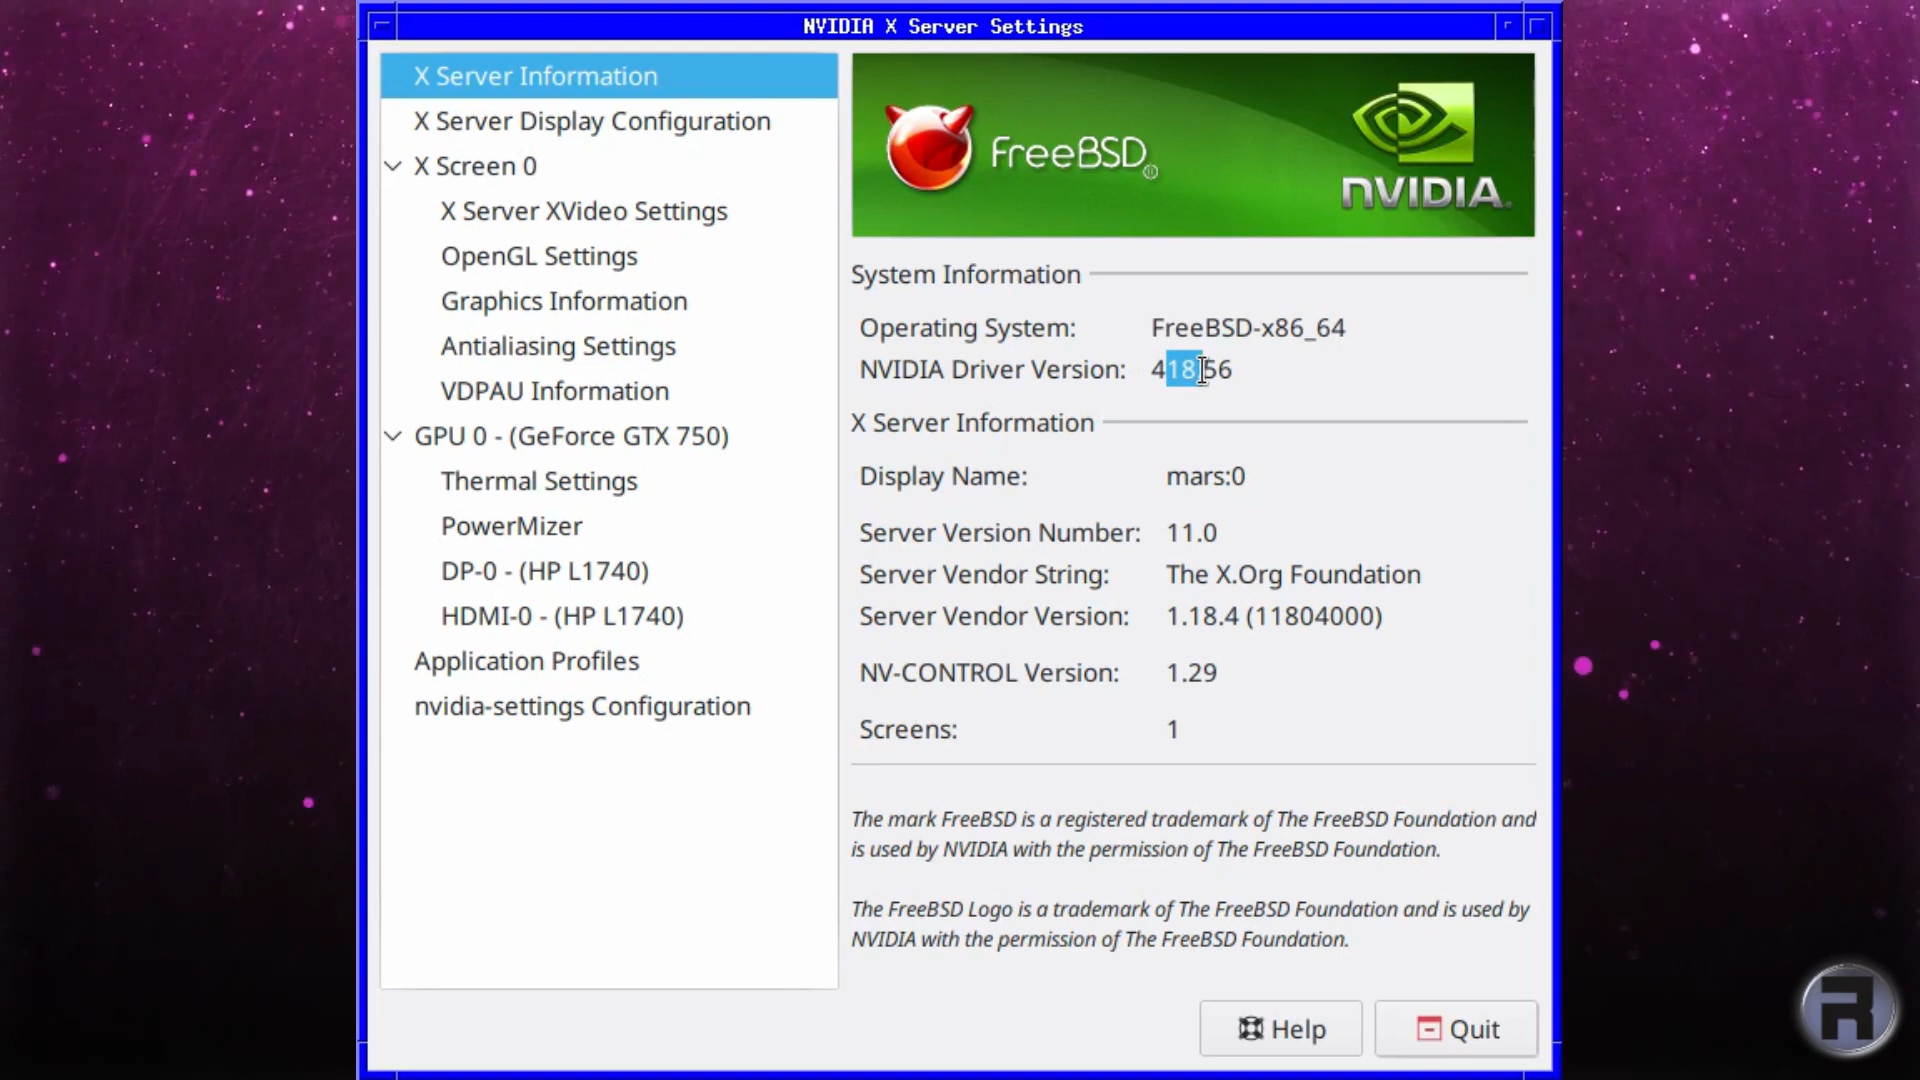 NVIDIA X Server Settings
X Server Information
X Server Display Configuration
X Screen 0
X Server XVideo Settings
OpenGL Settings
Graphics Information
Antialiasing Settings
VDPAU Information
GPU 0 - (GeForce GTX 750)
Thermal Settings
PowerMizer
DP-0 - (HP L1740)
HDMI-0 - (HP L1740)
Application Profiles
nvidia-settings Configuration
FreeBSD®
NVIDIA.
System Information
Operating System: FreeBSD-x86_64
NVIDIA Driver Version: 418.56
X Server Information
Display Name: mars:0
Server Version Number: 11.0
Server Vendor String: The X.Org Foundation
Server Vendor Version: 1.18.4 (11804000)
NV-CONTROL Version: 1.29
Screens: 1
The mark FreeBSD is a registered trademark of The FreeBSD Foundation and
is used by NVIDIA with the permission of The FreeBSD Foundation.
The FreeBSD Logo is a trademark of The FreeBSD Foundation and is used by
NVIDIA with the permission of The FreeBSD Foundation.
Help
Quit
R